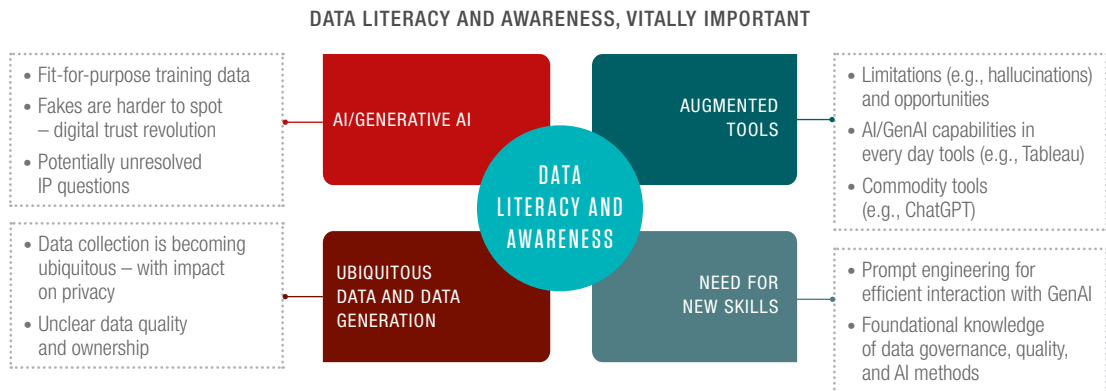 DATA LITERACY AND AWARENESS, VITALLY IMPORTANT
• Fit-for-purpose training data
• Fakes are harder to spot
– digital trust revolution
• Potentially unresolved
IP questions
AI/GENERATIVE AI
AUGMENTED
TOOLS
• Limitations (e.g., hallucinations)
and opportunities
• AI/GenAI capabilities in
every day tools (e.g., Tableau)
• Commodity tools
(e.g., ChatGPT)
DATA
LITERACY AND
AWARENESS
• Data collection is becoming
ubiquitous – with impact
on privacy
• Unclear data quality
and ownership
UBIQUITOUS
DATA AND DATA
GENERATION
NEED FOR
NEW SKILLS
• Prompt engineering for
efficient interaction with GenAI
• Foundational knowledge
of data governance, quality,
and AI methods